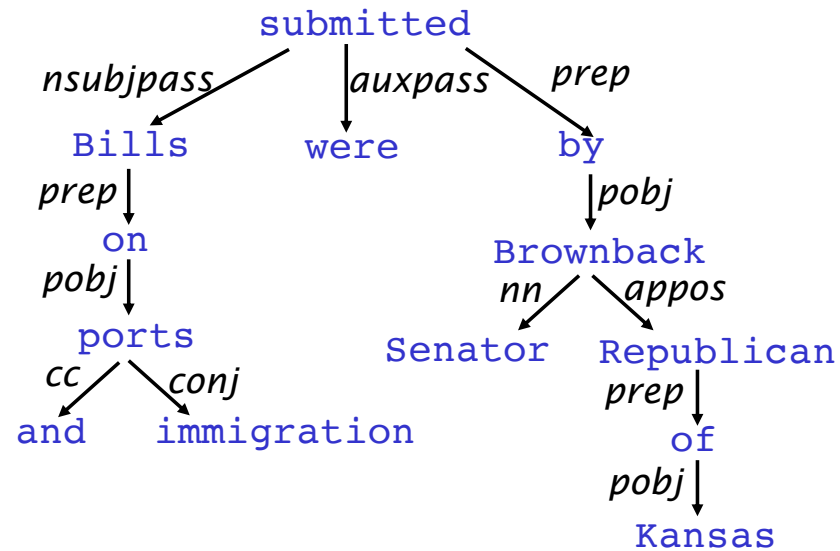 submitted
nsubjpass auxpass prep
Bills were by
prep pobj
on Brownback
pobj nn appos
ports Senator Republican
cc conj prep
and immigration of
pobj
Kansas